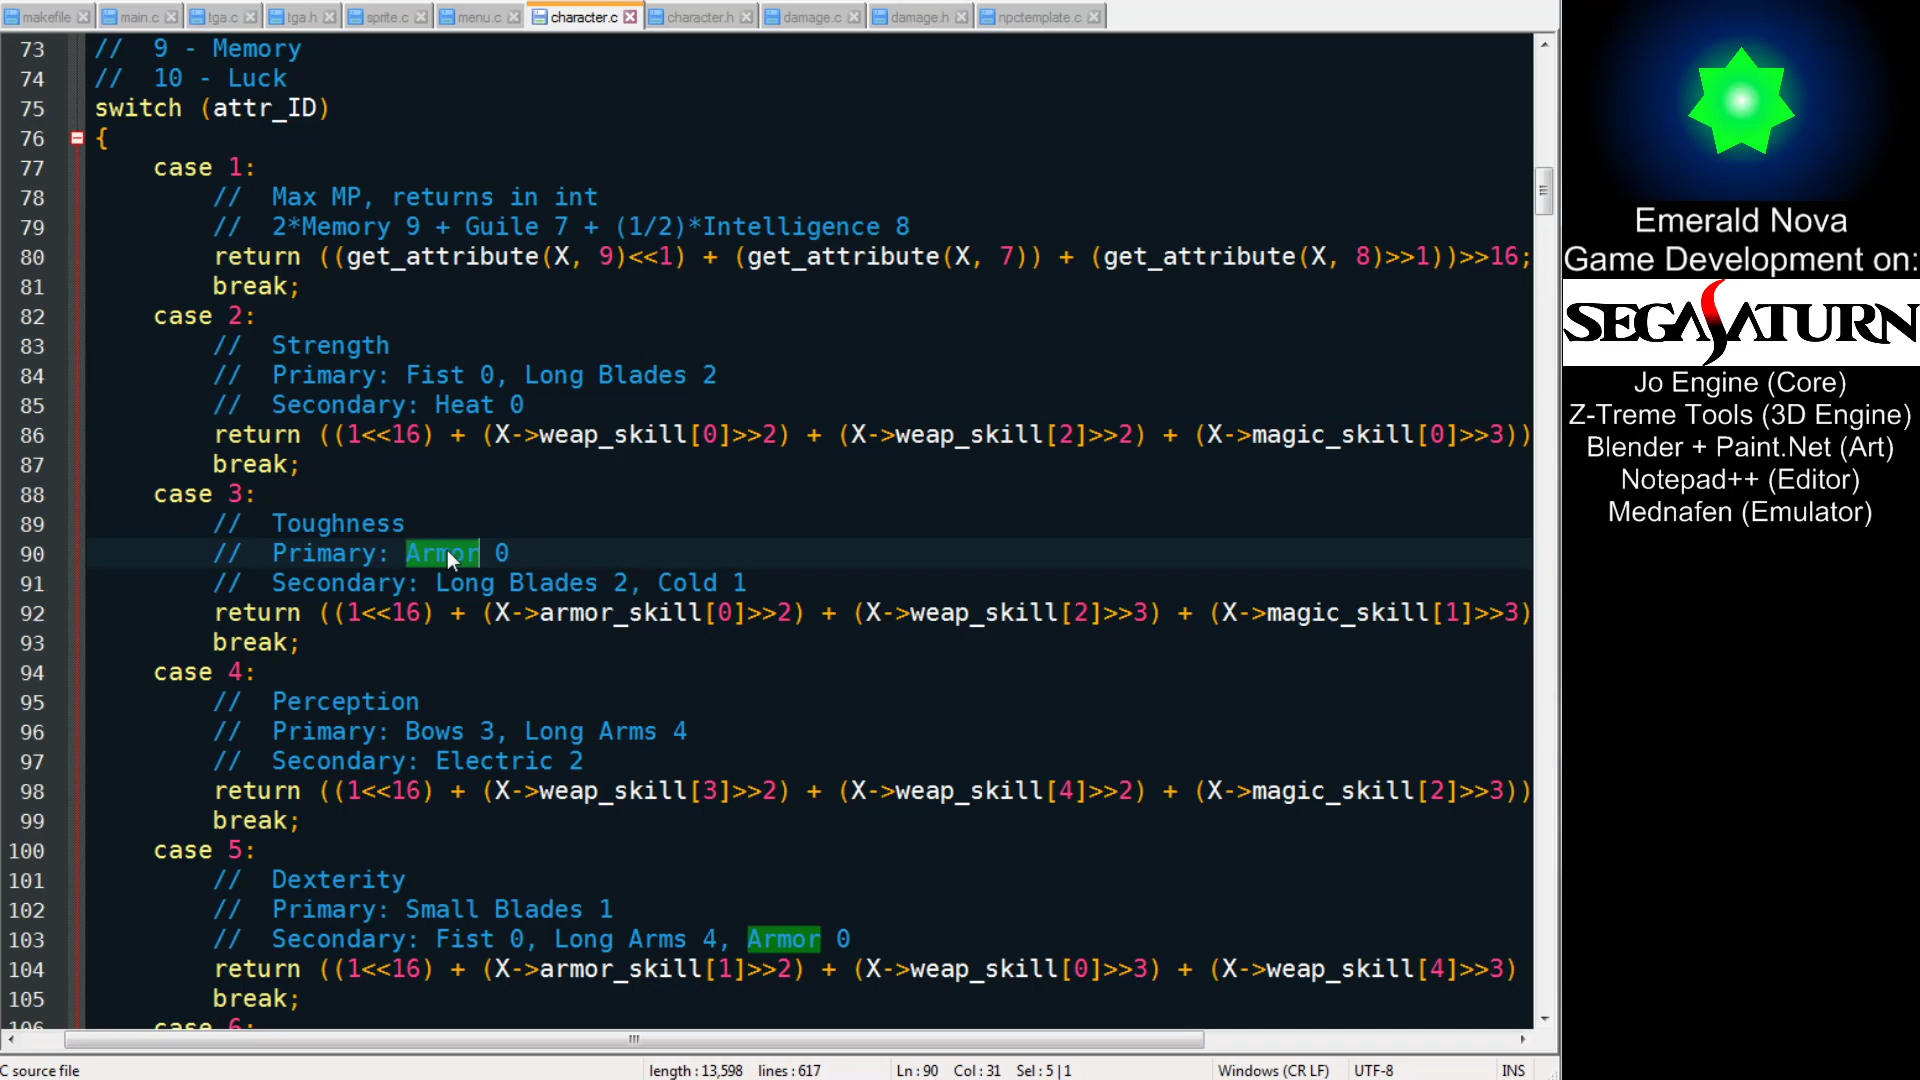 makefile main.c tga.c tga.h sprite.c menu.c character.c character.h damage.c damage.h npctemplate.c
73 // 9 - Memory
74 // 10 - Luck
75 switch (attr_ID)
76 {
77 case 1:
78 // Max MP, returns in int
79 // 2*Memory 9 + Guile 7 + (1/2)*Intelligence 8
80 return ((get_attribute(X, 9)<<1) + (get_attribute(X, 7)) + (get_attribute(X, 8)>>1))>>16;
81 break;
82 case 2:
83 // Strength
84 // Primary: Fist 0, Long Blades 2
85 // Secondary: Heat 0
86 return ((1<<16) + (X->weap_skill[0]>>2) + (X->weap_skill[2]>>2) + (X->magic_skill[0]>>3))
87 break;
88 case 3:
89 // Toughness
90 // Primary: Armor 0
91 // Secondary: Long Blades 2, Cold 1
92 return ((1<<16) + (X->armor_skill[0]>>2) + (X->weap_skill[2]>>3) + (X->magic_skill[1]>>3)
93 break;
94 case 4:
95 // Perception
96 // Primary: Bows 3, Long Arms 4
97 // Secondary: Electric 2
98 return ((1<<16) + (X->weap_skill[3]>>2) + (X->weap_skill[4]>>2) + (X->magic_skill[2]>>3))
99 break;
100 case 5:
101 // Dexterity
102 // Primary: Small Blades 1
103 // Secondary: Fist 0, Long Arms 4, Armor 0
104 return ((1<<16) + (X->armor_skill[1]>>2) + (X->weap_skill[0]>>3) + (X->weap_skill[4]>>3)
105 break;
106 case 6:
C source file length : 13,598 lines : 617 Ln : 90 Col : 31 Sel : 5 | 1 Windows (CR LF) UTF-8 INS
Emerald Nova
Game Development on:
SEGA SATURN
Jo Engine (Core)
Z-Treme Tools (3D Engine)
Blender + Paint.Net (Art)
Notepad++ (Editor)
Mednafen (Emulator)